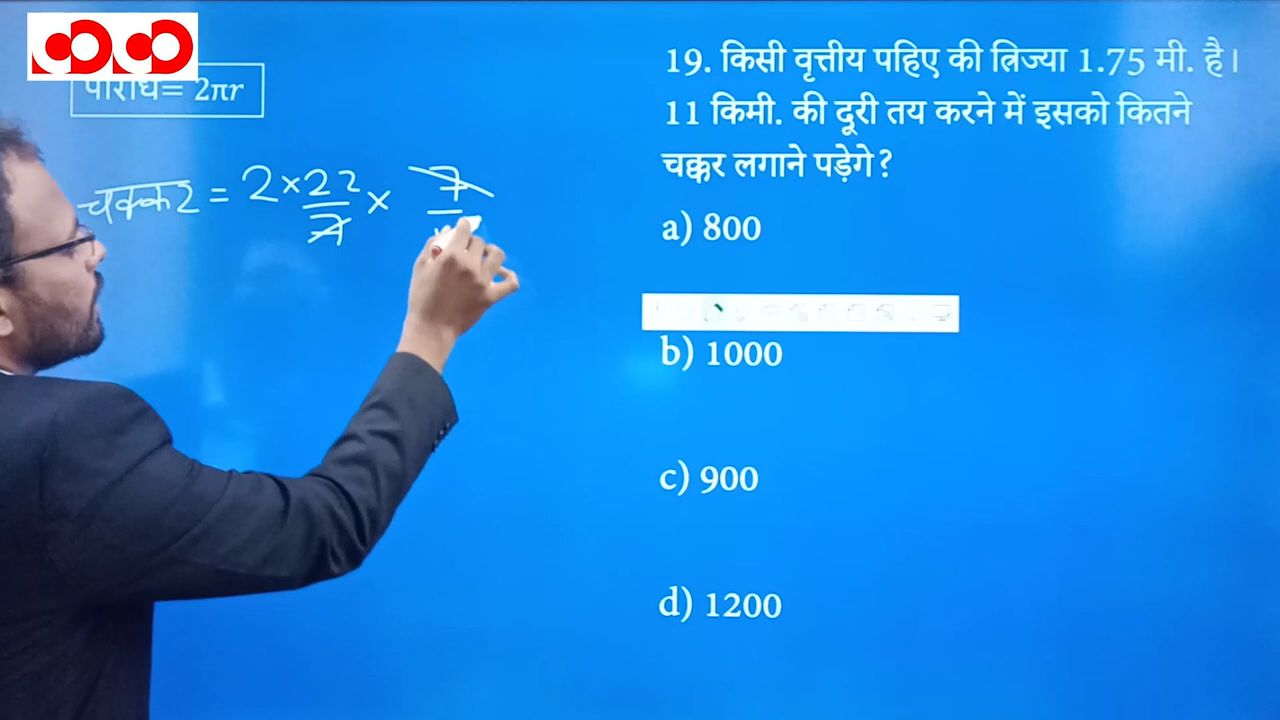 परिधि= 2πr
चक्कर = 2 × 22/7 × 7/
19. किसी वृत्तीय पहिए की त्रिज्या 1.75 मी. है।
11 किमी. की दूरी तय करने में इसको कितने
चक्कर लगाने पड़ेगे?
a) 800
b) 1000
c) 900
d) 1200